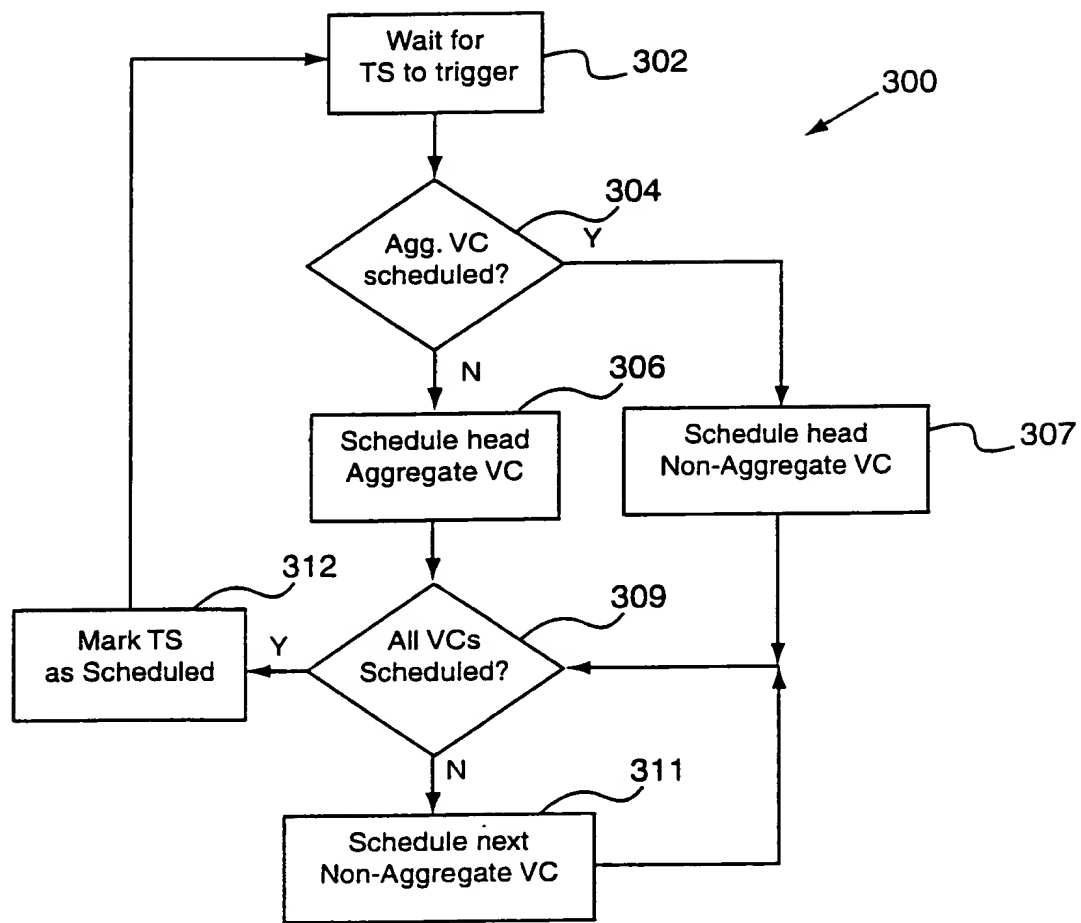 Wait for
TS to trigger
302
300
304
Agg. VC
scheduled?
Y
N
306
Schedule head
Aggregate VC
Schedule head
Non-Aggregate VC
307
312
Mark TS
as Scheduled
Y
All VCs
Scheduled?
309
N
311
Schedule next
Non-Aggregate VC